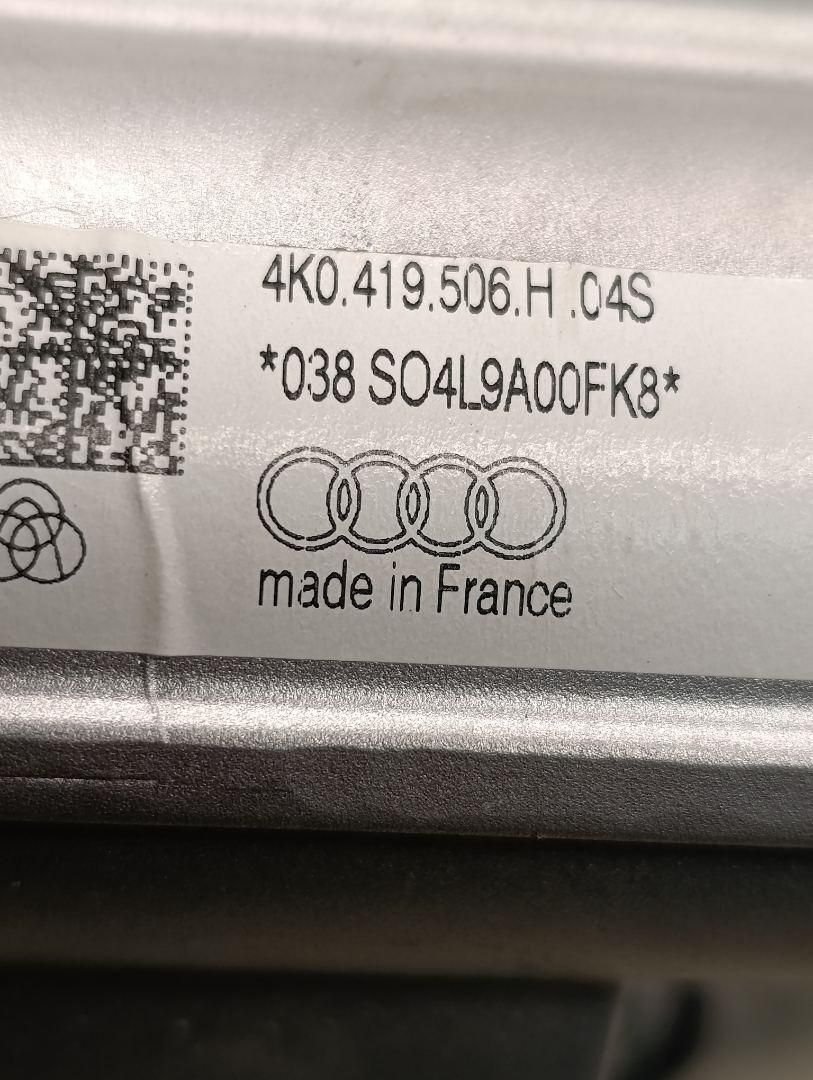 4K0.419.506.H .04S
*038 SO4L9A00FK8*
made in France